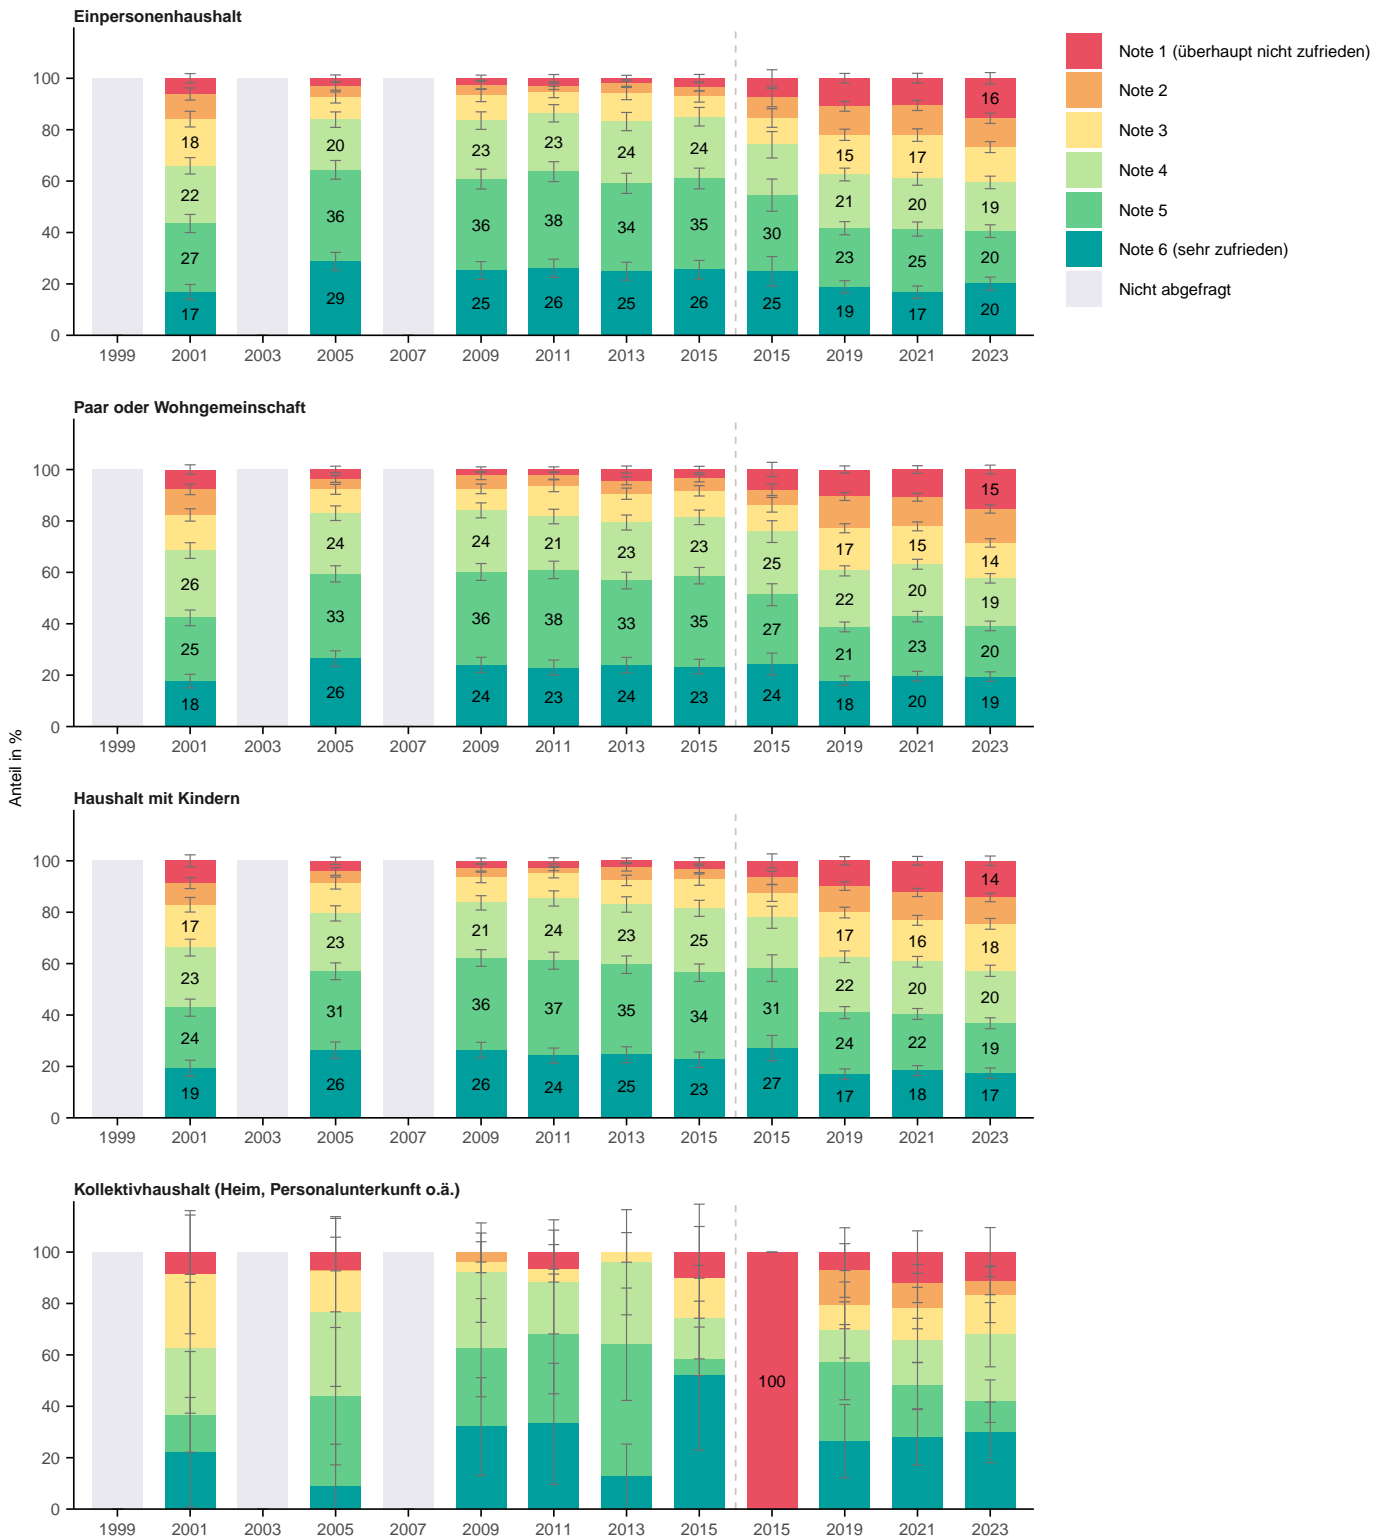 Einpersonenhaushalt
Note 1 (überhaupt nicht zufrieden)
Note 2
Note 3
Note 4
Note 5
Note 6 (sehr zufrieden)
Nicht abgefragt
100
16
80
18 20 23 23 24 24 15 17
60
22 36 21 20 19
40
27 36 38 34 35 30 23 25 20
20
17 29 25 26 25 26 25 19 17 20
0
1999 2001 2003 2005 2007 2009 2011 2013 2015 2015 2019 2021 2023
Paar oder Wohngemeinschaft
100
15
80
24 24 21 23 23 25 17 15 14
60
26 22 20 19
40
25 33 36 38 33 35 27 21 23 20
20
18 26 24 23 24 23 24 18 20 19
0
1999 2001 2003 2005 2007 2009 2011 2013 2015 2015 2019 2021 2023
Anteil in %
Haushalt mit Kindern
100
14
80
17 23 21 24 23 25 17 16 18
60
23 22 20 20
40
24 31 36 37 35 34 31 24 22 19
20
19 26 26 24 25 23 27 17 18 17
0
1999 2001 2003 2005 2007 2009 2011 2013 2015 2015 2019 2021 2023
Kollektivhaushalt (Heim, Personalunterkunft o.ä.)
100
80
60
100
40
20
0
1999 2001 2003 2005 2007 2009 2011 2013 2015 2015 2019 2021 2023